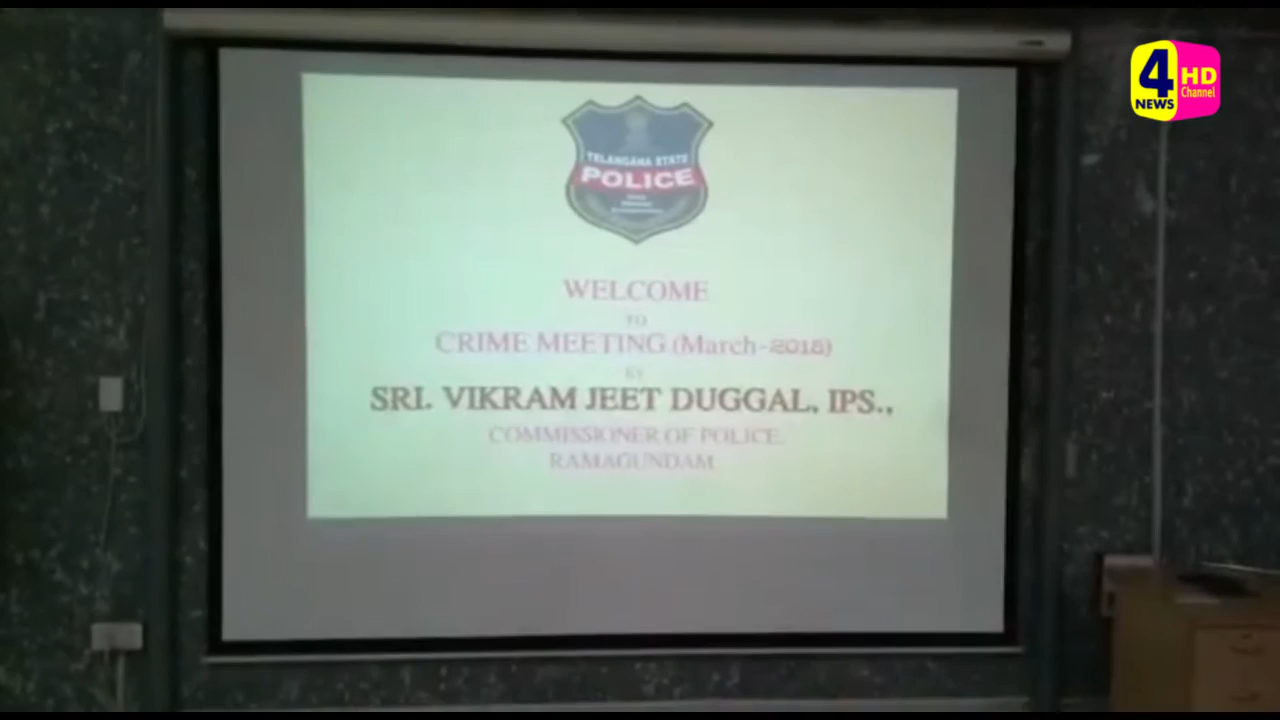 4
NEWS
HD
Channel
TELANGANA STATE
POLICE
WELCOME
TO
CRIME MEETING (March-2018)
BY
SRI. VIKRAM JEET DUGGAL, IPS.,
COMMISSIONER OF POLICE,
RAMAGUNDAM